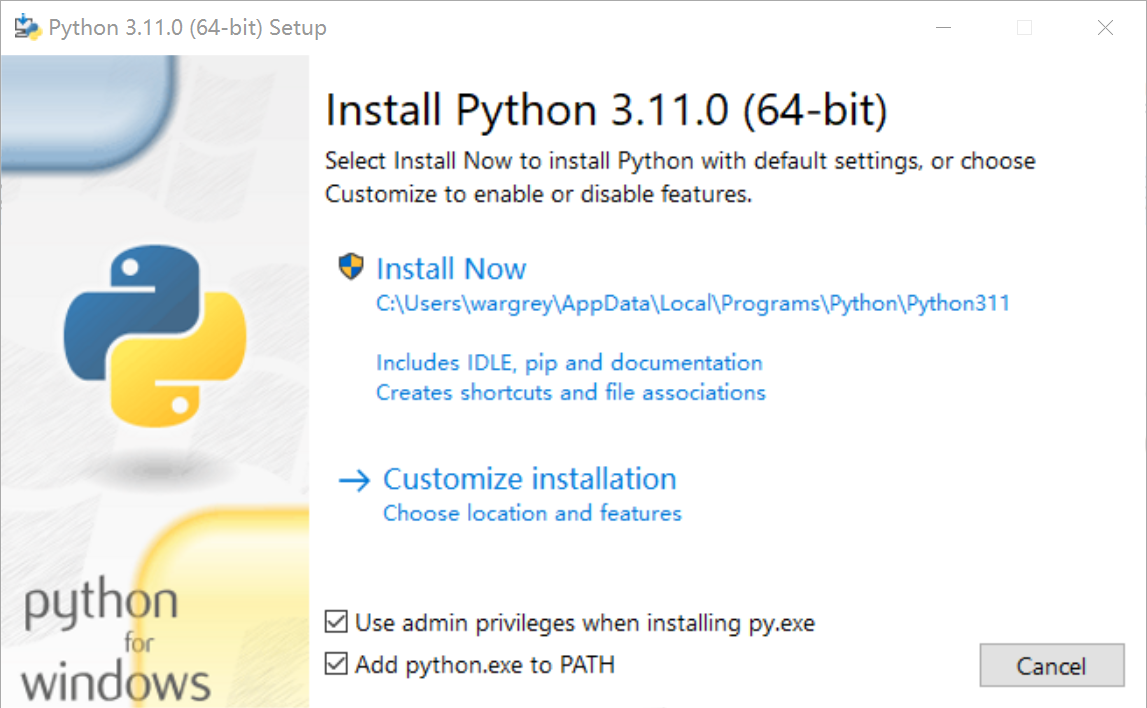 Python 3.11.0 (64-bit) Setup
Install Python 3.11.0 (64-bit)
Select Install Now to install Python with default settings, or choose
Customize to enable or disable features.
Install Now
C:\Users\wargrey\AppData\Local\Programs\Python\Python311
Includes IDLE, pip and documentation
Creates shortcuts and file associations
Customize installation
Choose location and features
Use admin privileges when installing py.exe
Add python.exe to PATH
Cancel
python
for
windows